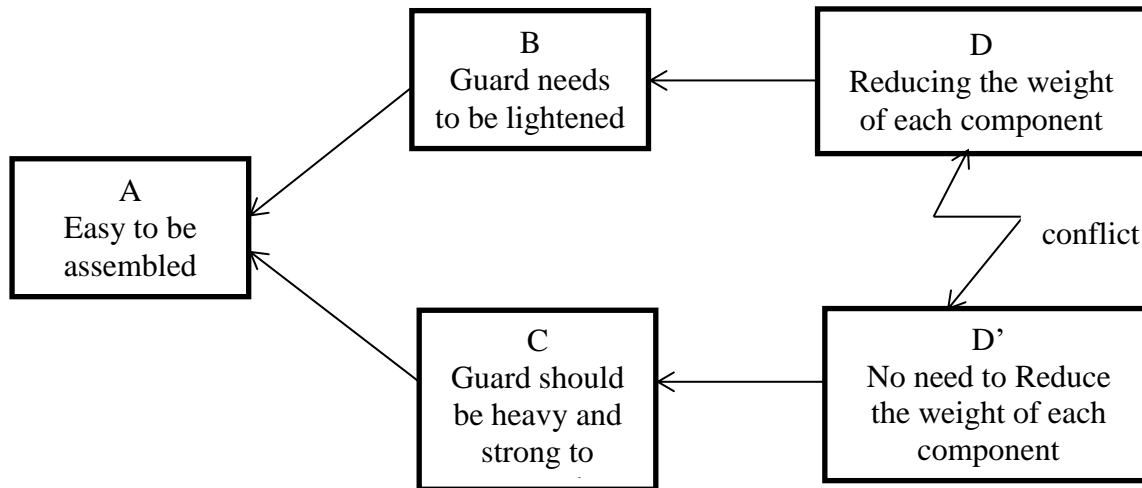 A
Easy to be
assembled
B
Guard needs
to be lightened
C
Guard should
be heavy and
strong to
D
Reducing the weight
of each component
conflict
D’
No need to Reduce
the weight of each
component